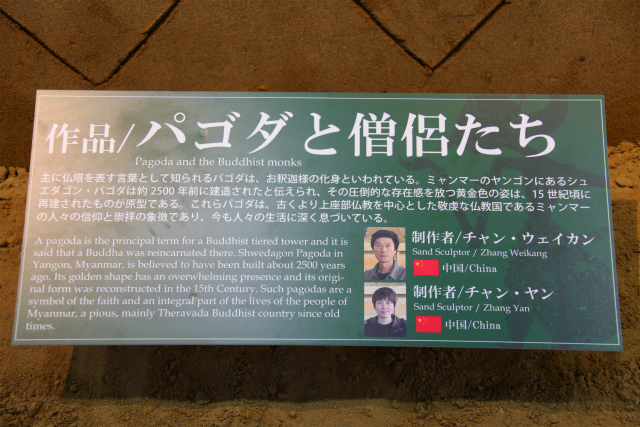 作品/パゴダと僧侶たち
Pagoda and the Buddhist monks
主に仏塔を表す言葉として知られるパゴダは、お釈迦様の化身といわれている。ミャンマーのヤンゴンにあるシュ
エダゴン・パゴダは約2500年前に建造されたと伝えられ、その圧倒的な存在感を放つ黄金色の姿は、15世紀頃に
再建されたものが原型である。これらパゴダは、古くより上座部仏教を中心とした敬虔な仏教国であるミャンマー
の人々の信仰と崇拝の象徴であり、今も人々の生活に深く息づいている。
A pagoda is the principal term for a Buddhist tiered tower and it is
said that a Buddha was reincarnated there. Shwedagon Pagoda in
Yangon, Myanmar, is believed to have been built about 2500 years
ago. Its golden shape has an overwhelming presence and its origi-
nal form was reconstructed in the 15th Century. Such pagodas are a
symbol of the faith and an integral part of the lives of the people of
Myanmar, a pious, mainly Theravada Buddhist country since old
times.
制作者/チャン・ウェイカン
Sand Sculptor / Zhang Weikang
中国/China
制作者/チャン・ヤン
Sand Sculptor / Zhang Yan
中国/China